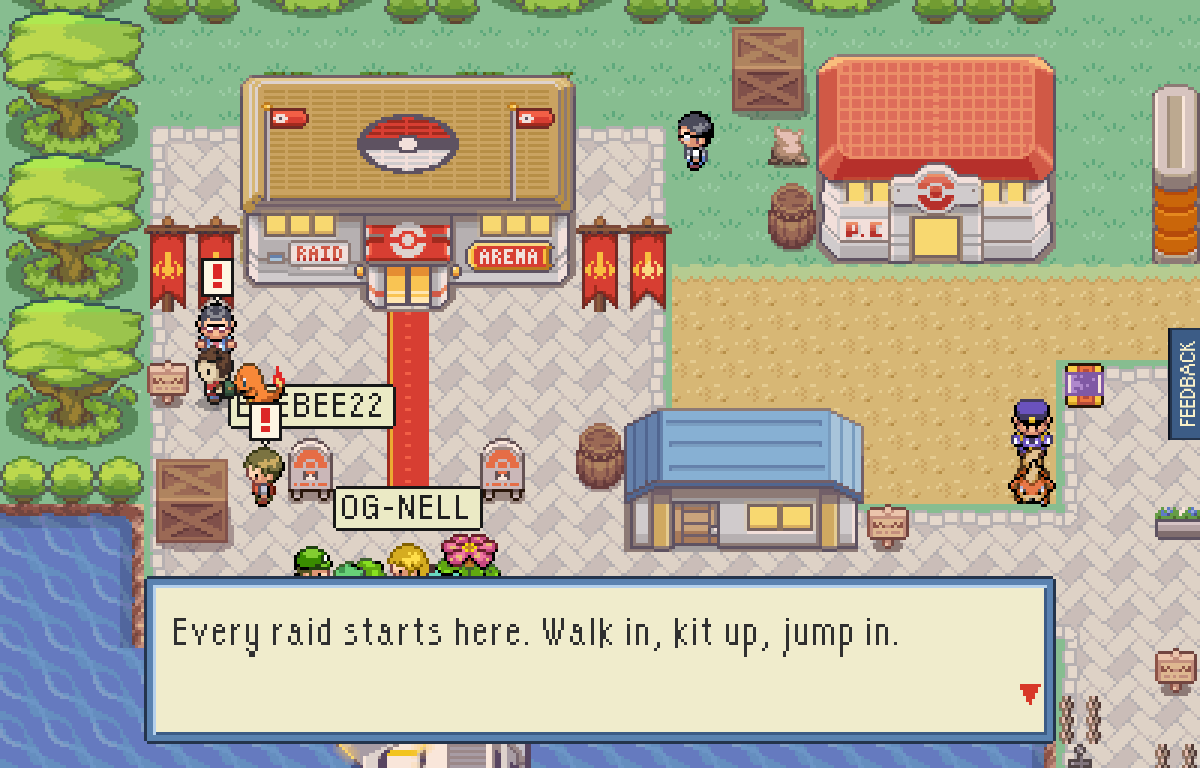 RAID
ARENA
P.C
!
FEEDBACK
EBEE22
!
OG-NELL
Every raid starts here. Walk in, kit up, jump in.